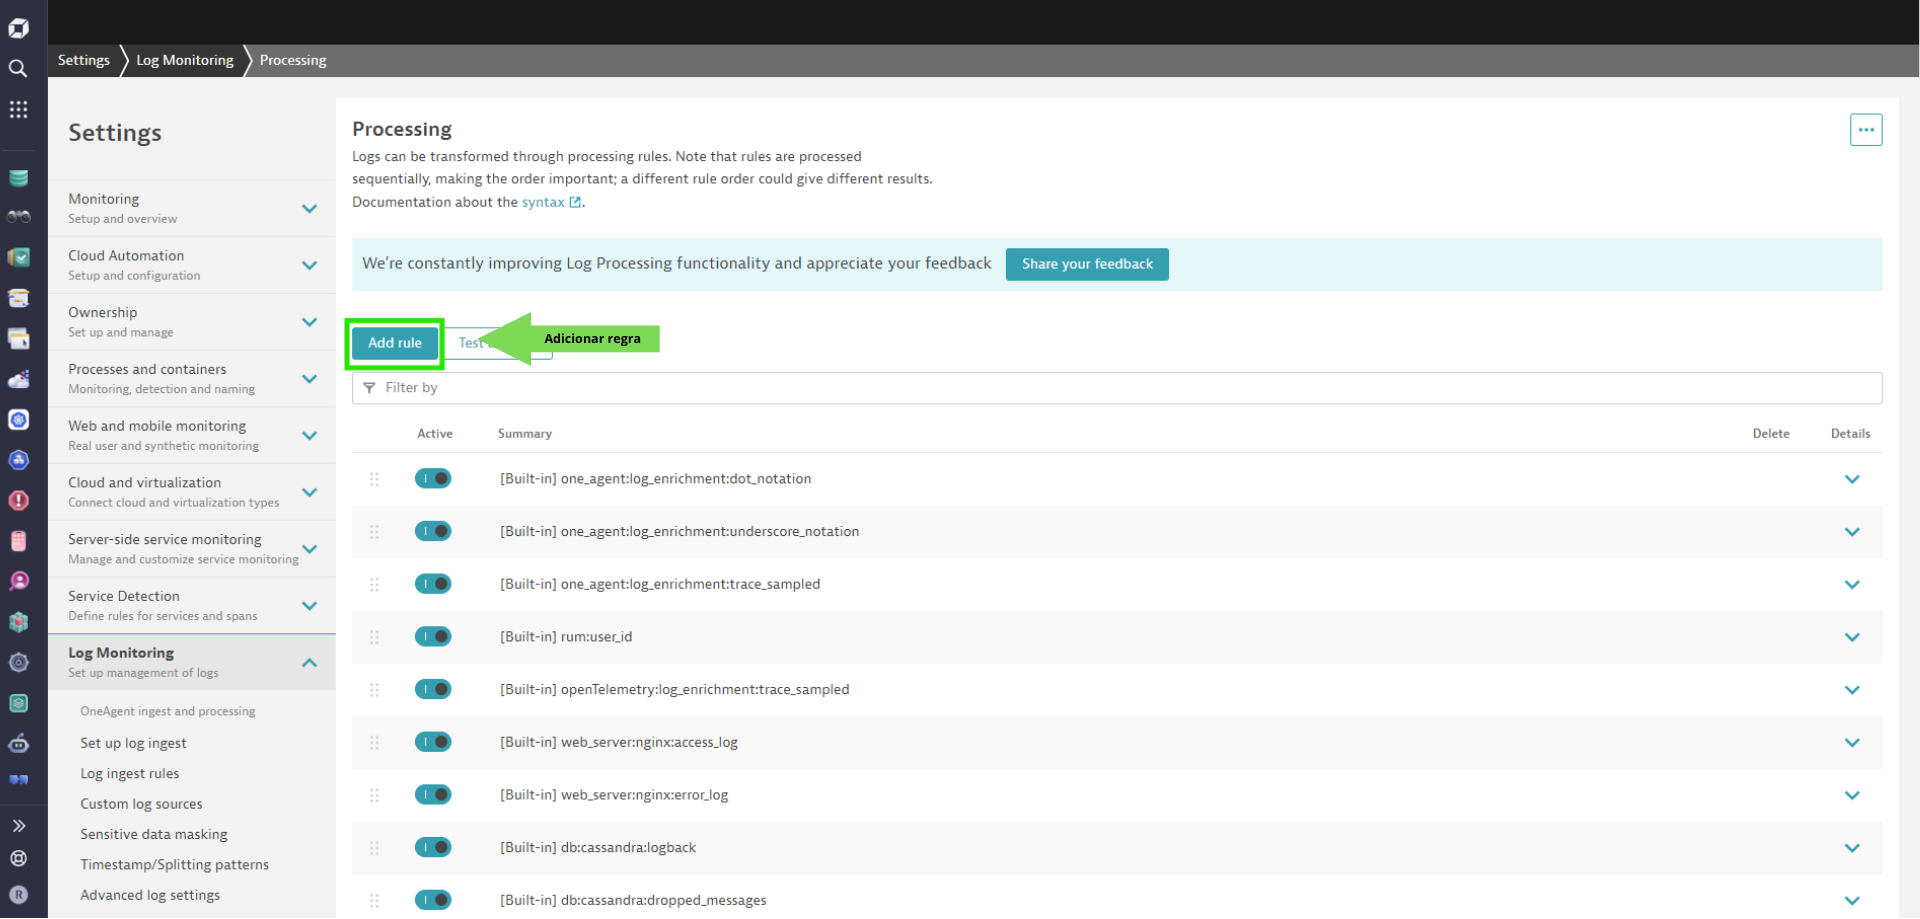 Settings
Log Monitoring
Processing
Settings
Monitoring
Setup and overview
Cloud Automation
Setup and configuration
Ownership
Set up and manage
Processes and containers
Monitoring, detection and naming
Web and mobile monitoring
Real user and synthetic monitoring
Cloud and virtualization
Connect cloud and virtualization types
Server-side service monitoring
Manage and customize service monitoring
Service Detection
Define rules for services and spans
Log Monitoring
Set up management of logs
OneAgent ingest and processing
Set up log ingest
Log ingest rules
Custom log sources
Sensitive data masking
Timestamp/Splitting patterns
Advanced log settings
R
Processing
Logs can be transformed through processing rules. Note that rules are processed
sequentially, making the order important; a different rule order could give different results.
Documentation about the syntax.
We're constantly improving Log Processing functionality and appreciate your feedback
Share your feedback
Add rule
Test
Adicionar regra
Filter by
Active Summary Delete Details
[Built-in] one_agent:log_enrichment:dot_notation
[Built-in] one_agent:log_enrichment:underscore_notation
[Built-in] one_agent:log_enrichment:trace_sampled
[Built-in] rum:user_id
[Built-in] openTelemetry:log_enrichment:trace_sampled
[Built-in] web_server:nginx:access_log
[Built-in] web_server:nginx:error_log
[Built-in] db:cassandra:logback
[Built-in] db:cassandra:dropped_messages